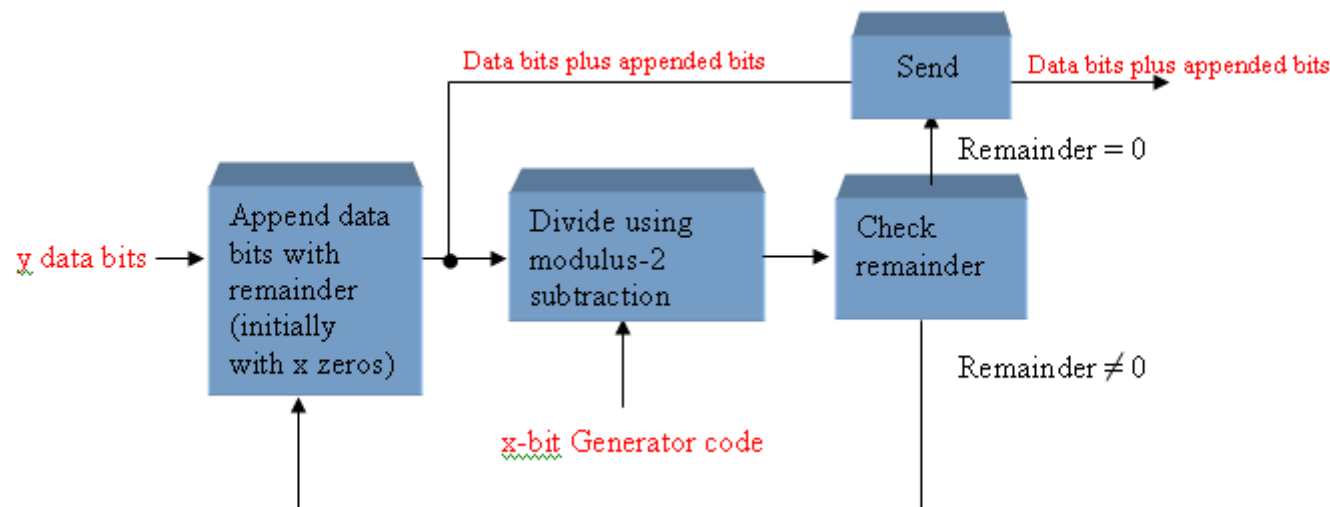 Data bits plus appended bits
Send
Data bits plus appended bits
Remainder = 0
y data bits
Append data
bits with
remainder
(initially
with x zeros)
Divide using
modulus-2
subtraction
Check
remainder
Remainder ≠ 0
x-bit Generator code